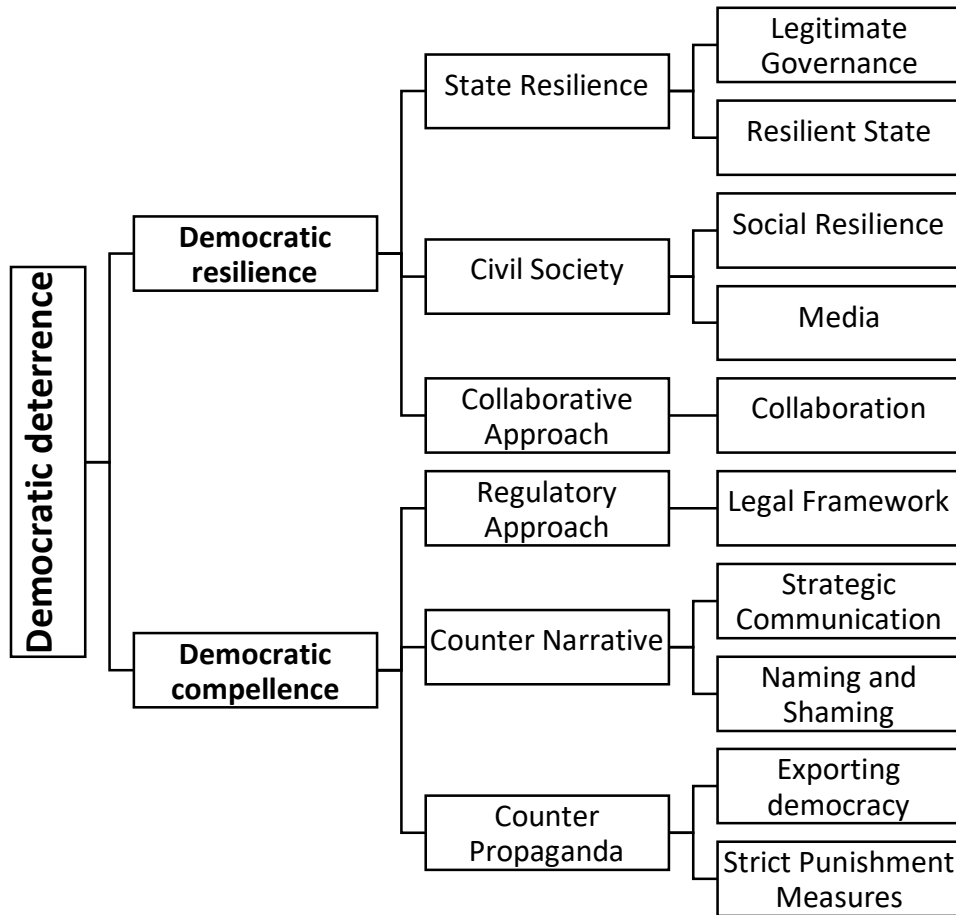 Democratic deterrence
Democratic
resilience
State Resilience
Legitimate
Governance
Resilient State
Civil Society
Social Resilience
Media
Collaborative
Approach
Collaboration
Democratic
compellence
Regulatory
Approach
Legal Framework
Counter Narrative
Strategic
Communication
Naming and
Shaming
Counter
Propaganda
Exporting
democracy
Strict Punishment
Measures